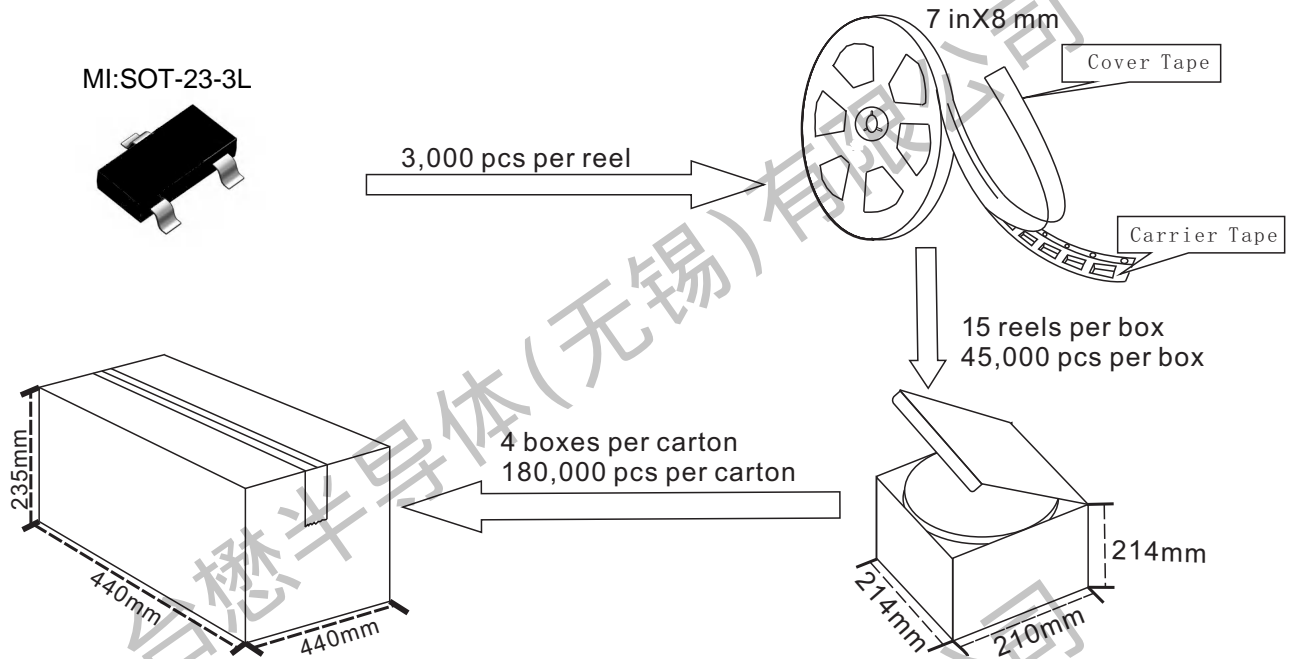 7 inX8 mm
Cover Tape
MI:SOT-23-3L
3,000 pcs per reel
Carrier Tape
15 reels per box
45,000 pcs per box
4 boxes per carton
180,000 pcs per carton
235mm
440mm
440mm
214mm
214mm
210mm
台懋半导体(无锡)有限公司
司